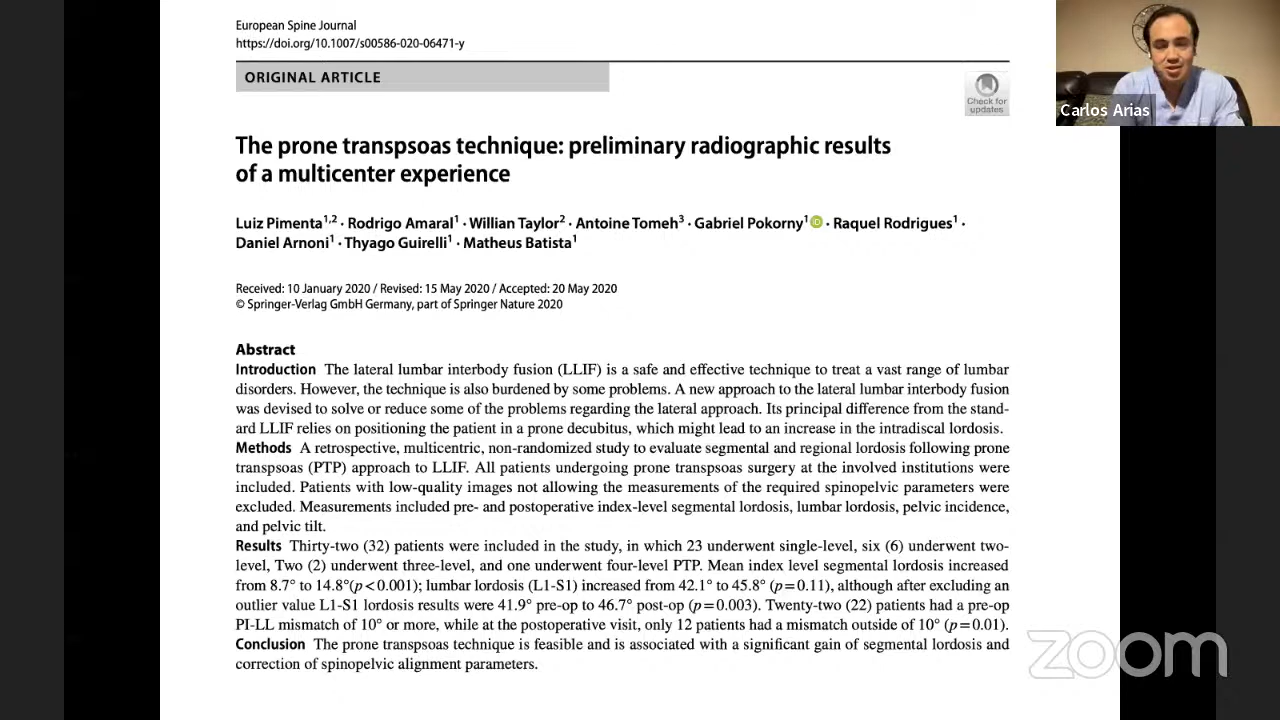 European Spine Journal
https://doi.org/10.1007/s00586-020-06471-y
ORIGINAL ARTICLE
Check for
updates
Carlos Arias
The prone transpsoas technique: preliminary radiographic results
of a multicenter experience
Luiz Pimenta1,2 · Rodrigo Amaral1 · Willian Taylor2 · Antoine Tomeh3 · Gabriel Pokorny1 · Raquel Rodrigues1 ·
Daniel Arnoni1 · Thyago Guirelli1 · Matheus Batista1
Received: 10 January 2020 / Revised: 15 May 2020 / Accepted: 20 May 2020
© Springer-Verlag GmbH Germany, part of Springer Nature 2020
Abstract
Introduction The lateral lumbar interbody fusion (LLIF) is a safe and effective technique to treat a vast range of lumbar
disorders. However, the technique is also burdened by some problems. A new approach to the lateral lumbar interbody fusion
was devised to solve or reduce some of the problems regarding the lateral approach. Its principal difference from the stand-
ard LLIF relies on positioning the patient in a prone decubitus, which might lead to an increase in the intradiscal lordosis.
Methods A retrospective, multicentric, non-randomized study to evaluate segmental and regional lordosis following prone
transpsoas (PTP) approach to LLIF. All patients undergoing prone transpsoas surgery at the involved institutions were
included. Patients with low-quality images not allowing the measurements of the required spinopelvic parameters were
excluded. Measurements included pre- and postoperative index-level segmental lordosis, lumbar lordosis, pelvic incidence,
and pelvic tilt.
Results Thirty-two (32) patients were included in the study, in which 23 underwent single-level, six (6) underwent two-
level, Two (2) underwent three-level, and one underwent four-level PTP. Mean index level segmental lordosis increased
from 8.7° to 14.8°(p<0.001); lumbar lordosis (L1-S1) increased from 42.1° to 45.8° (p=0.11), although after excluding an
outlier value L1-S1 lordosis results were 41.9° pre-op to 46.7° post-op (p=0.003). Twenty-two (22) patients had a pre-op
PI-LL mismatch of 10° or more, while at the postoperative visit, only 12 patients had a mismatch outside of 10° (p=0.01).
Conclusion The prone transpsoas technique is feasible and is associated with a significant gain of segmental lordosis and
correction of spinopelvic alignment parameters.
zoom